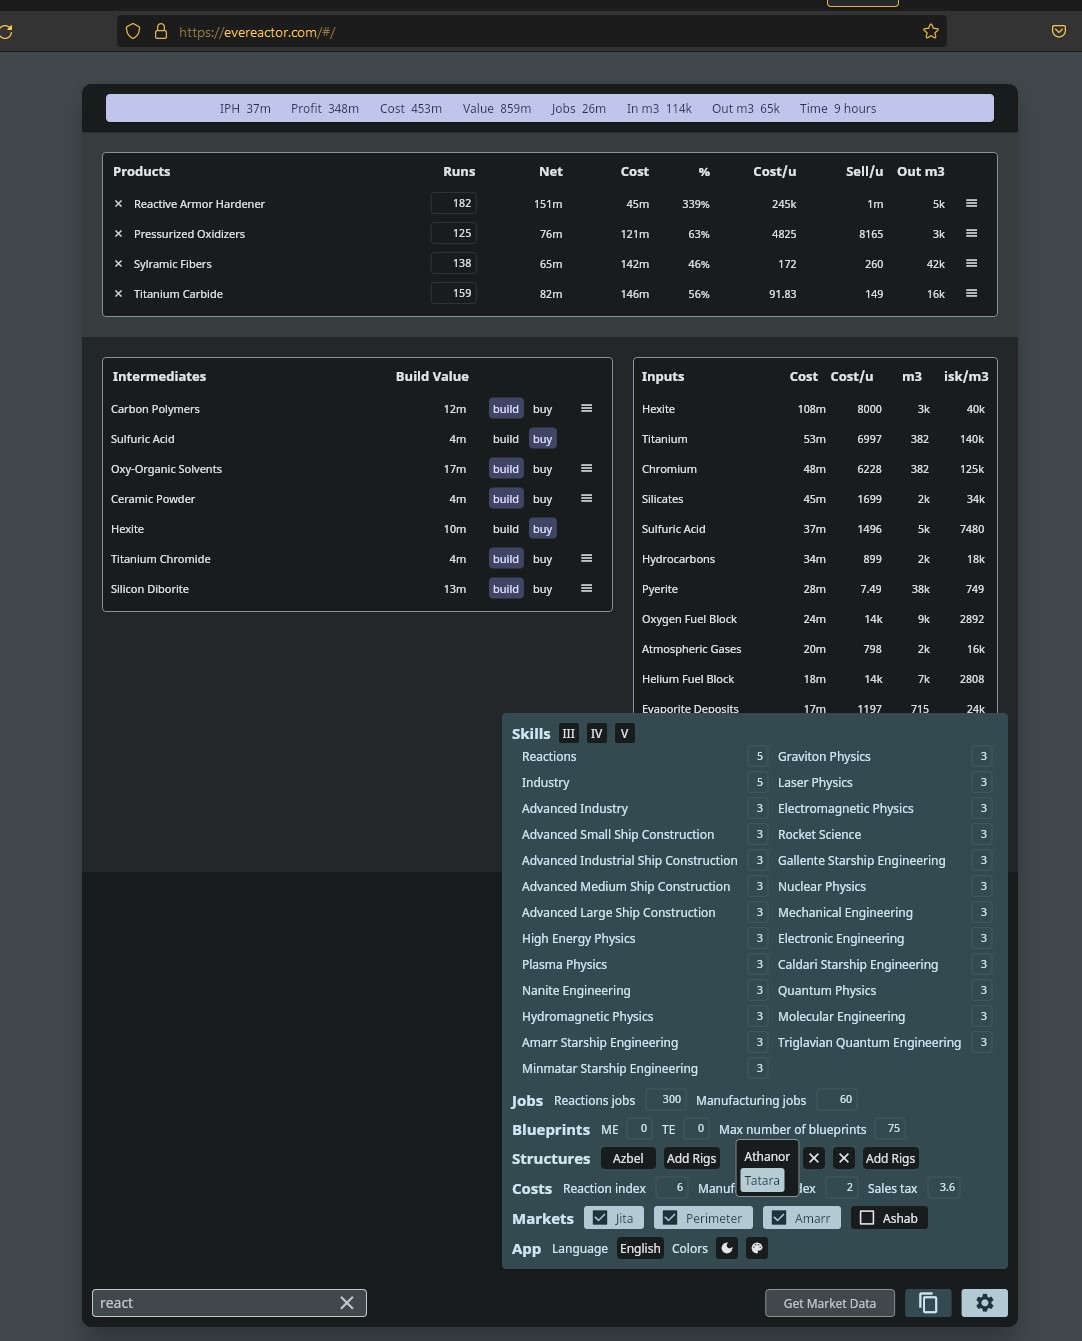 https://evereactor.com/#/
IPH 37m Profit 348m Cost 453m Value 859m Jobs 26m In m3 114k Out m3 65k Time 9 hours
Products Runs Net Cost % Cost/u Sell/u Out m3
Reactive Armor Hardener 182 151m 45m 339% 245k 1m 5k
Pressurized Oxidizers 125 76m 121m 63% 4825 8165 3k
Sylramic Fibers 138 65m 142m 46% 172 260 42k
Titanium Carbide 159 82m 146m 56% 91.83 149 16k
Intermediates Build Value
Carbon Polymers 12m build buy
Sulfuric Acid 4m build buy
Oxy-Organic Solvents 17m build buy
Ceramic Powder 4m build buy
Hexite 10m build buy
Titanium Chromide 4m build buy
Silicon Diborite 13m build buy
Inputs Cost Cost/u m3 isk/m3
Hexite 108m 8000 3k 40k
Titanium 53m 6997 382 140k
Chromium 48m 6228 382 125k
Silicates 45m 1699 2k 34k
Sulfuric Acid 37m 1496 5k 7480
Hydrocarbons 34m 899 2k 18k
Pyerite 28m 7.49 38k 749
Oxygen Fuel Block 24m 14k 9k 2892
Atmospheric Gases 20m 798 2k 16k
Helium Fuel Block 18m 14k 7k 2808
Evaporite Deposits 17m 1197 715 24k
Skills III IV V
Reactions 5 Graviton Physics 3
Industry 5 Laser Physics 3
Advanced Industry 3 Electromagnetic Physics 3
Advanced Small Ship Construction 3 Rocket Science 3
Advanced Industrial Ship Construction 3 Gallente Starship Engineering 3
Advanced Medium Ship Construction 3 Nuclear Physics 3
Advanced Large Ship Construction 3 Mechanical Engineering 3
High Energy Physics 3 Electronic Engineering 3
Plasma Physics 3 Caldari Starship Engineering 3
Nanite Engineering 3 Quantum Physics 3
Hydromagnetic Physics 3 Molecular Engineering 3
Amarr Starship Engineering 3 Triglavian Quantum Engineering 3
Minmatar Starship Engineering 3
Jobs Reactions jobs 300 Manufacturing jobs 60
Blueprints ME 0 TE 0 Max number of blueprints 75
Structures Azbel Add Rigs Athanor Add Rigs
Tatara
Costs Reaction index 6 Manuf lex 2 Sales tax 3.6
Markets Jita Perimeter Amarr Ashab
App Language English Colors
react Get Market Data